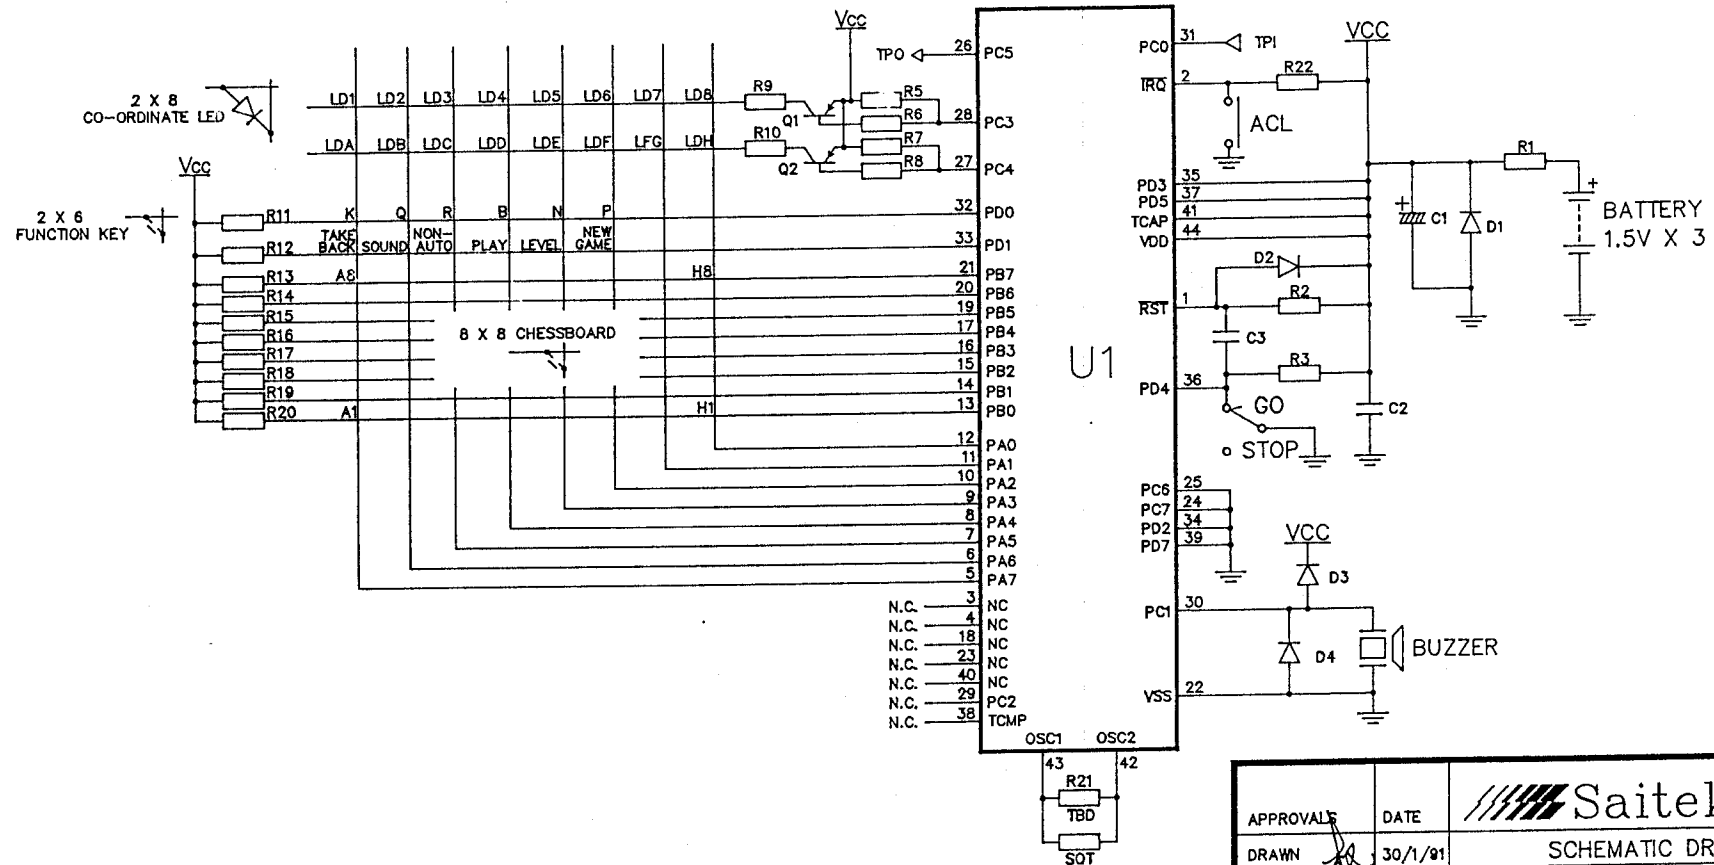 Vcc
TPO 26 PC5
PC0 31 TPI
VCC
2 X 8
CO-ORDINATE LED
LD1 LD2 LD3 LD4 LD5 LD6 LD7 LD8 R9 Q1 R5
R6 28 PC3
IRQ 2 R22
ACL
LDA LDB LDC LDD LDE LDF LFG LDH R10 Q2 R7
R8 27 PC4
Vcc
2 X 6
FUNCTION KEY
R11 K Q R B N P 32 PD0
R12 TAKE BACK SOUND NON-AUTO PLAY LEVEL NEW GAME 33 PD1
R13 A8 H8 21 PB7
R14 20 PB6
R15 19 PB5
R16 17 PB4
R17 16 PB3
R18 15 PB2
R19 14 PB1
R20 A1 H1 13 PB0
8 X 8 CHESSBOARD
12 PA0
11 PA1
10 PA2
9 PA3
8 PA4
7 PA5
6 PA6
5 PA7
N.C. 3 NC
N.C. 4 NC
N.C. 18 NC
N.C. 23 NC
N.C. 40 NC
N.C. 29 PC2
N.C. 38 TCMP
U1
PD3 35
PD5 37
TCAP 41
VDD 44
+ C1
D1
R1
+
BATTERY
1.5V X 3
D2
RST 1 R2
C3
R3
PD4 36
GO
STOP
C2
PC6 25
PC7 24
PD2 34
PD7 39
VCC
D3
PC1 30
D4
BUZZER
VSS 22
OSC1 OSC2
43 42
R21
TBD
SQT
Saitek
APPROVALS DATE
DRAWN 30/1/91
SCHEMATIC DR